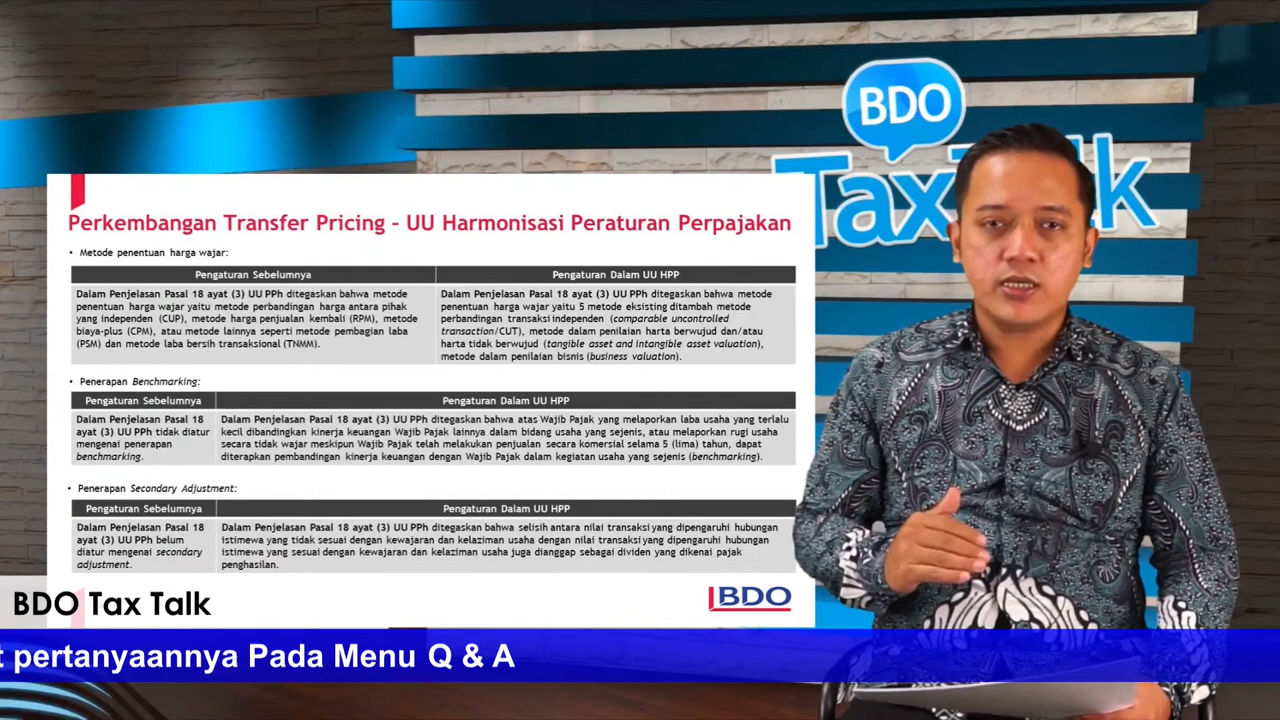 BDO
TaxTalk
Perkembangan Transfer Pricing - UU Harmonisasi Peraturan Perpajakan
• Metode penentuan harga wajar:
Pengaturan Sebelumnya
Dalam Penjelasan Pasal 18 ayat (3) UU PPh ditegaskan bahwa metode
penentuan harga wajar yaitu metode perbandingan harga antara pihak
yang independen (CUP), metode harga penjualan kembali (RPM), metode
biaya-plus (CPM), atau metode lainnya seperti metode pembagian laba
(PSM) dan metode laba bersih transaksional (TNMM).
Pengaturan Dalam UU HPP
Dalam Penjelasan Pasal 18 ayat (3) UU PPh ditegaskan bahwa metode
penentuan harga wajar yaitu 5 metode eksisting ditambah metode
perbandingan transaksi independen (comparable uncontrolled
transaction/CUT), metode dalam penilaian harta berwujud dan/atau
harta tidak berwujud (tangible asset and intangible asset valuation),
metode dalam penilaian bisnis (business valuation).
• Penerapan Benchmarking:
Pengaturan Sebelumnya
Dalam Penjelasan Pasal 18
ayat (3) UU PPh tidak diatur
mengenai penerapan
benchmarking.
Pengaturan Dalam UU HPP
Dalam Penjelasan Pasal 18 ayat (3) UU PPh ditegaskan bahwa atas Wajib Pajak yang melaporkan laba usaha yang terlalu
kecil dibandingkan kinerja keuangan Wajib Pajak lainnya dalam bidang usaha yang sejenis, atau melaporkan rugi usaha
secara tidak wajar meskipun Wajib Pajak telah melakukan penjualan secara komersial selama 5 (lima) tahun, dapat
diterapkan pembandingan kinerja keuangan dengan Wajib Pajak dalam kegiatan usaha yang sejenis (benchmarking).
• Penerapan Secondary Adjustment:
Pengaturan Sebelumnya
Dalam Penjelasan Pasal 18
ayat (3) UU PPh belum
diatur mengenai secondary
adjustment.
Pengaturan Dalam UU HPP
Dalam Penjelasan Pasal 18 ayat (3) UU PPh ditegaskan bahwa selisih antara nilai transaksi yang dipengaruhi hubungan
istimewa yang tidak sesuai dengan kewajaran dan kelaziman usaha dengan nilai transaksi yang dipengaruhi hubungan
istimewa yang sesuai dengan kewajaran dan kelaziman usaha juga dianggap sebagai dividen yang dikenai pajak
penghasilan.
BDO
BDO Tax Talk
t pertanyaannya Pada Menu Q & A